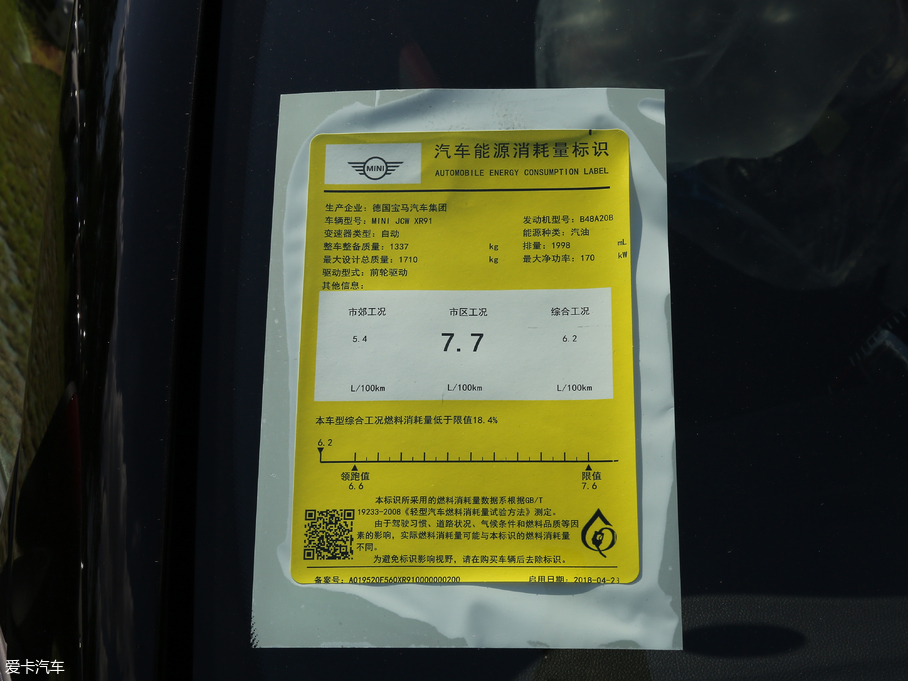 MINI
汽车能源消耗量标识
AUTOMOBILE ENERGY CONSUMPTION LABEL
生产企业: 德国宝马汽车集团
车辆型号: MINI JCW XR91 发动机型号: B48A20B
变速器类型: 自动 能源种类: 汽油
整车整备质量: 1337 kg 排量: 1998 mL
最大设计总质量: 1710 kg 最大净功率: 170 kW
驱动型式: 前轮驱动
其他信息:
市郊工况 市区工况 综合工况
5.4 7.7 6.2
L/100km L/100km L/100km
本车型综合工况燃料消耗量低于限值18.4%
6.2
领跑值 限值
6.6 7.6
本标识所采用的燃料消耗量数据系根据GB/T
19233-2008《轻型汽车燃料消耗量试验方法》测定。
由于驾驶习惯、道路状况、气候条件和燃料品质等因
素的影响, 实际燃料消耗量可能与本标识的燃料消耗量
不同。
为避免标识影响视野, 请在购买车辆后去除标识。
备案号: A019520F560XR910000000200 启用日期: 2018-04-23
爱卡汽车